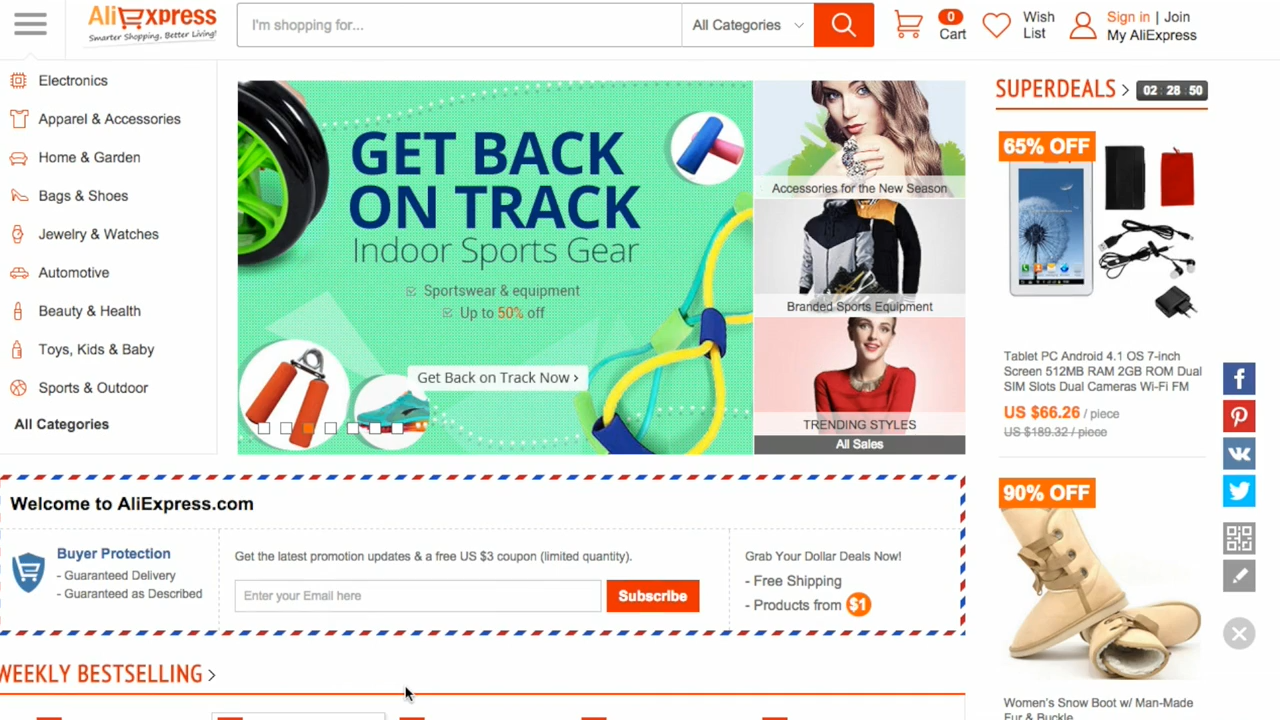 AliExpress
Smarter Shopping, Better Living!
I'm shopping for...
All Categories
0
Cart
Wish
List
Sign in | Join
My AliExpress
Electronics
Apparel & Accessories
Home & Garden
Bags & Shoes
Jewelry & Watches
Automotive
Beauty & Health
Toys, Kids & Baby
Sports & Outdoor
All Categories
GET BACK
ON TRACK
Indoor Sports Gear
Sportswear & equipment
Up to 50% off
Get Back on Track Now ›
Accessories for the New Season
Branded Sports Equipment
TRENDING STYLES
All Sales
SUPERDEALS >
02 : 28 : 50
65% OFF
Tablet PC Android 4.1 OS 7-inch
Screen 512MB RAM 2GB ROM Dual
SIM Slots Dual Cameras Wi-Fi FM
US $66.26 / piece
US $189.32 / piece
90% OFF
Women's Snow Boot w/ Man-Made
Fur & Buckle
Welcome to AliExpress.com
Buyer Protection
- Guaranteed Delivery
- Guaranteed as Described
Get the latest promotion updates & a free US $3 coupon (limited quantity).
Enter your Email here
Subscribe
Grab Your Dollar Deals Now!
- Free Shipping
- Products from $1
WEEKLY BESTSELLING >